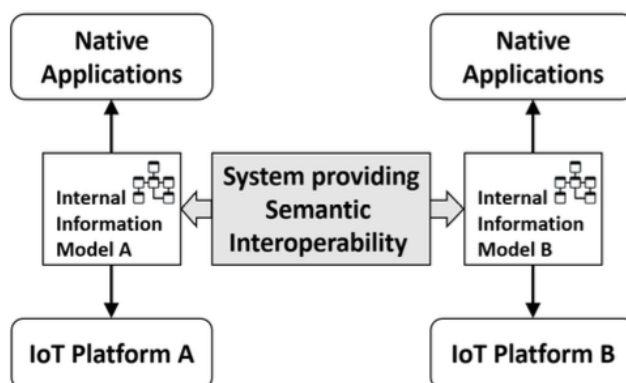 Native
Applications
Native
Applications
Internal
Information
Model A
System providing
Semantic
Interoperability
Internal
Information
Model B
IoT Platform A
IoT Platform B